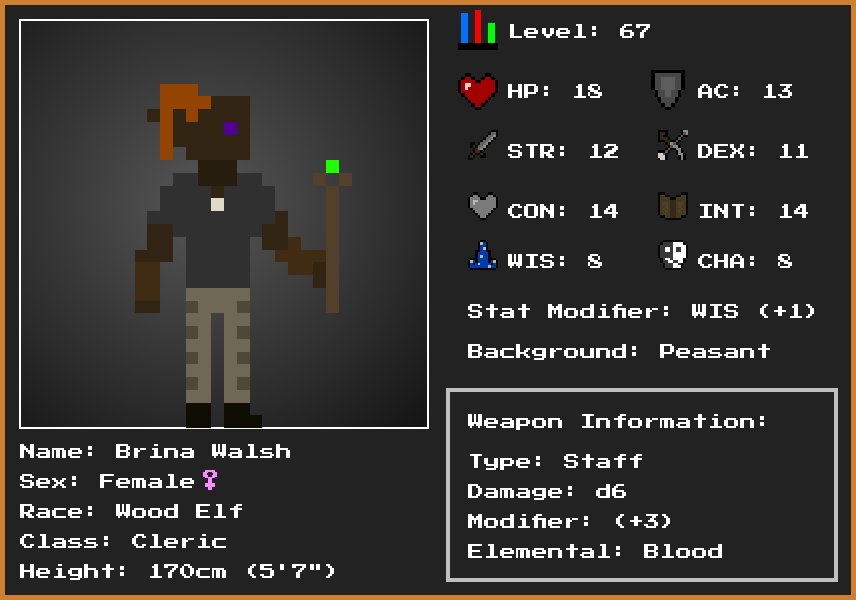 Level: 67
HP: 18
AC: 13
STR: 12
DEX: 11
CON: 14
INT: 14
WIS: 8
CHA: 8
Stat Modifier: WIS (+1)
Background: Peasant
Weapon Information:
Type: Staff
Damage: d6
Modifier: (+3)
Elemental: Blood
Name: Brina Walsh
Sex: Female♀
Race: Wood Elf
Class: Cleric
Height: 170cm (5'7")